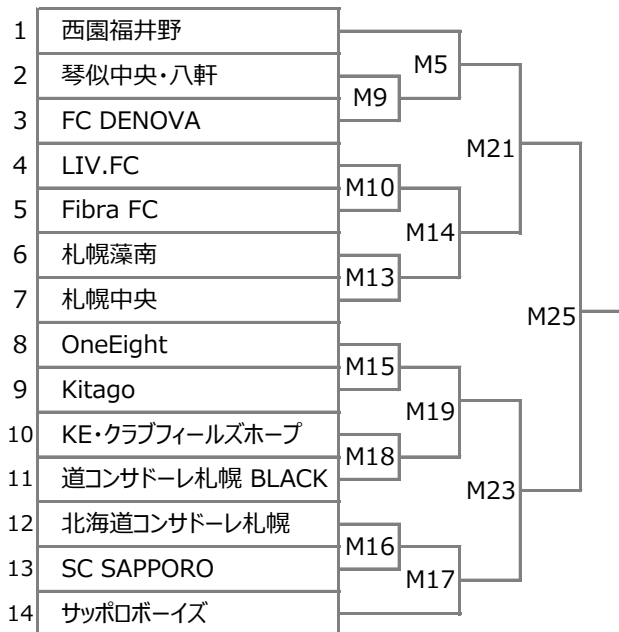 1 西園福井野
2 琴似中央・八軒
3 FC DENOVA
4 LIV.FC
5 Fibra FC
6 札幌藻南
7 札幌中央
8 OneEight
9 Kitago
10 KE・クラブフィールズホープ
11 道コンサドーレ札幌 BLACK
12 北海道コンサドーレ札幌
13 SC SAPPORO
14 サッポロボーイズ
M9
M10
M13
M15
M18
M16
M5
M14
M19
M17
M21
M23
M25